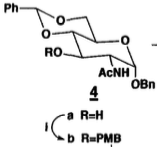 Ph O
O
RO O
AcNH
OBn
4
a R=H
i
b R=PMB